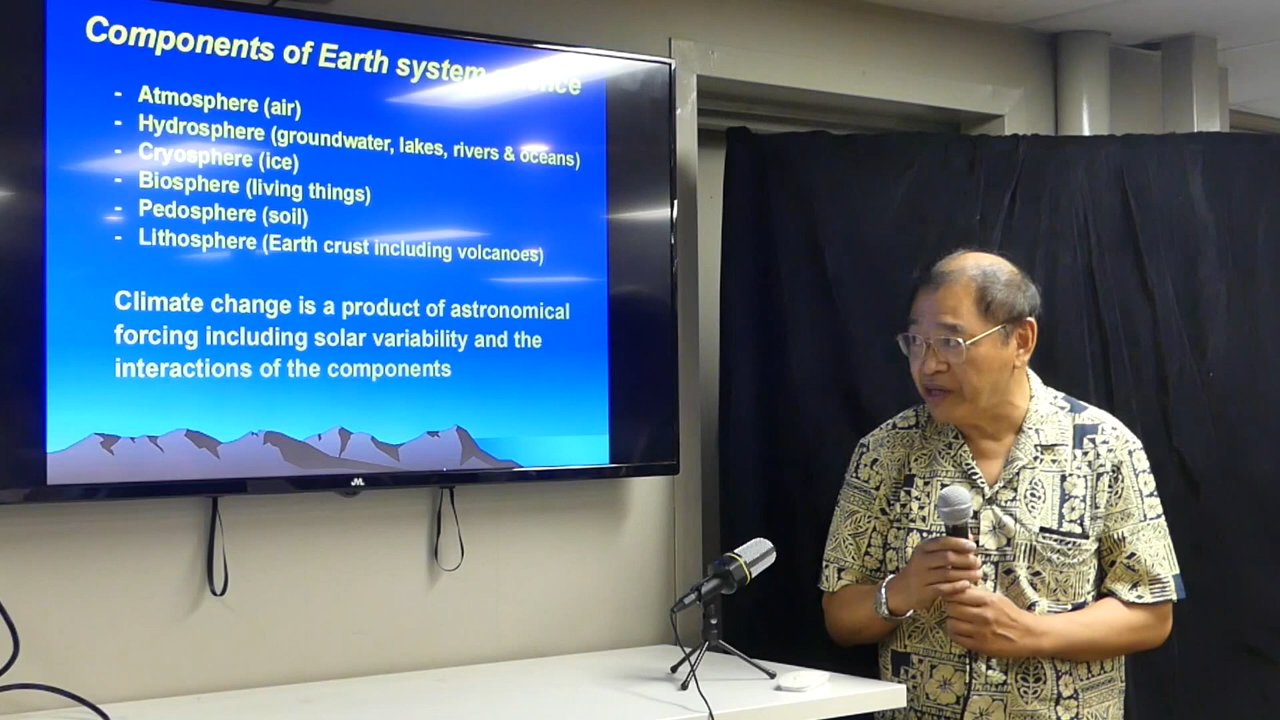 Components of Earth system science
- Atmosphere (air)
- Hydrosphere (groundwater, lakes, rivers & oceans)
- Cryosphere (ice)
- Biosphere (living things)
- Pedosphere (soil)
- Lithosphere (Earth crust including volcanoes)
Climate change is a product of astronomical
forcing including solar variability and the
interactions of the components
JVL